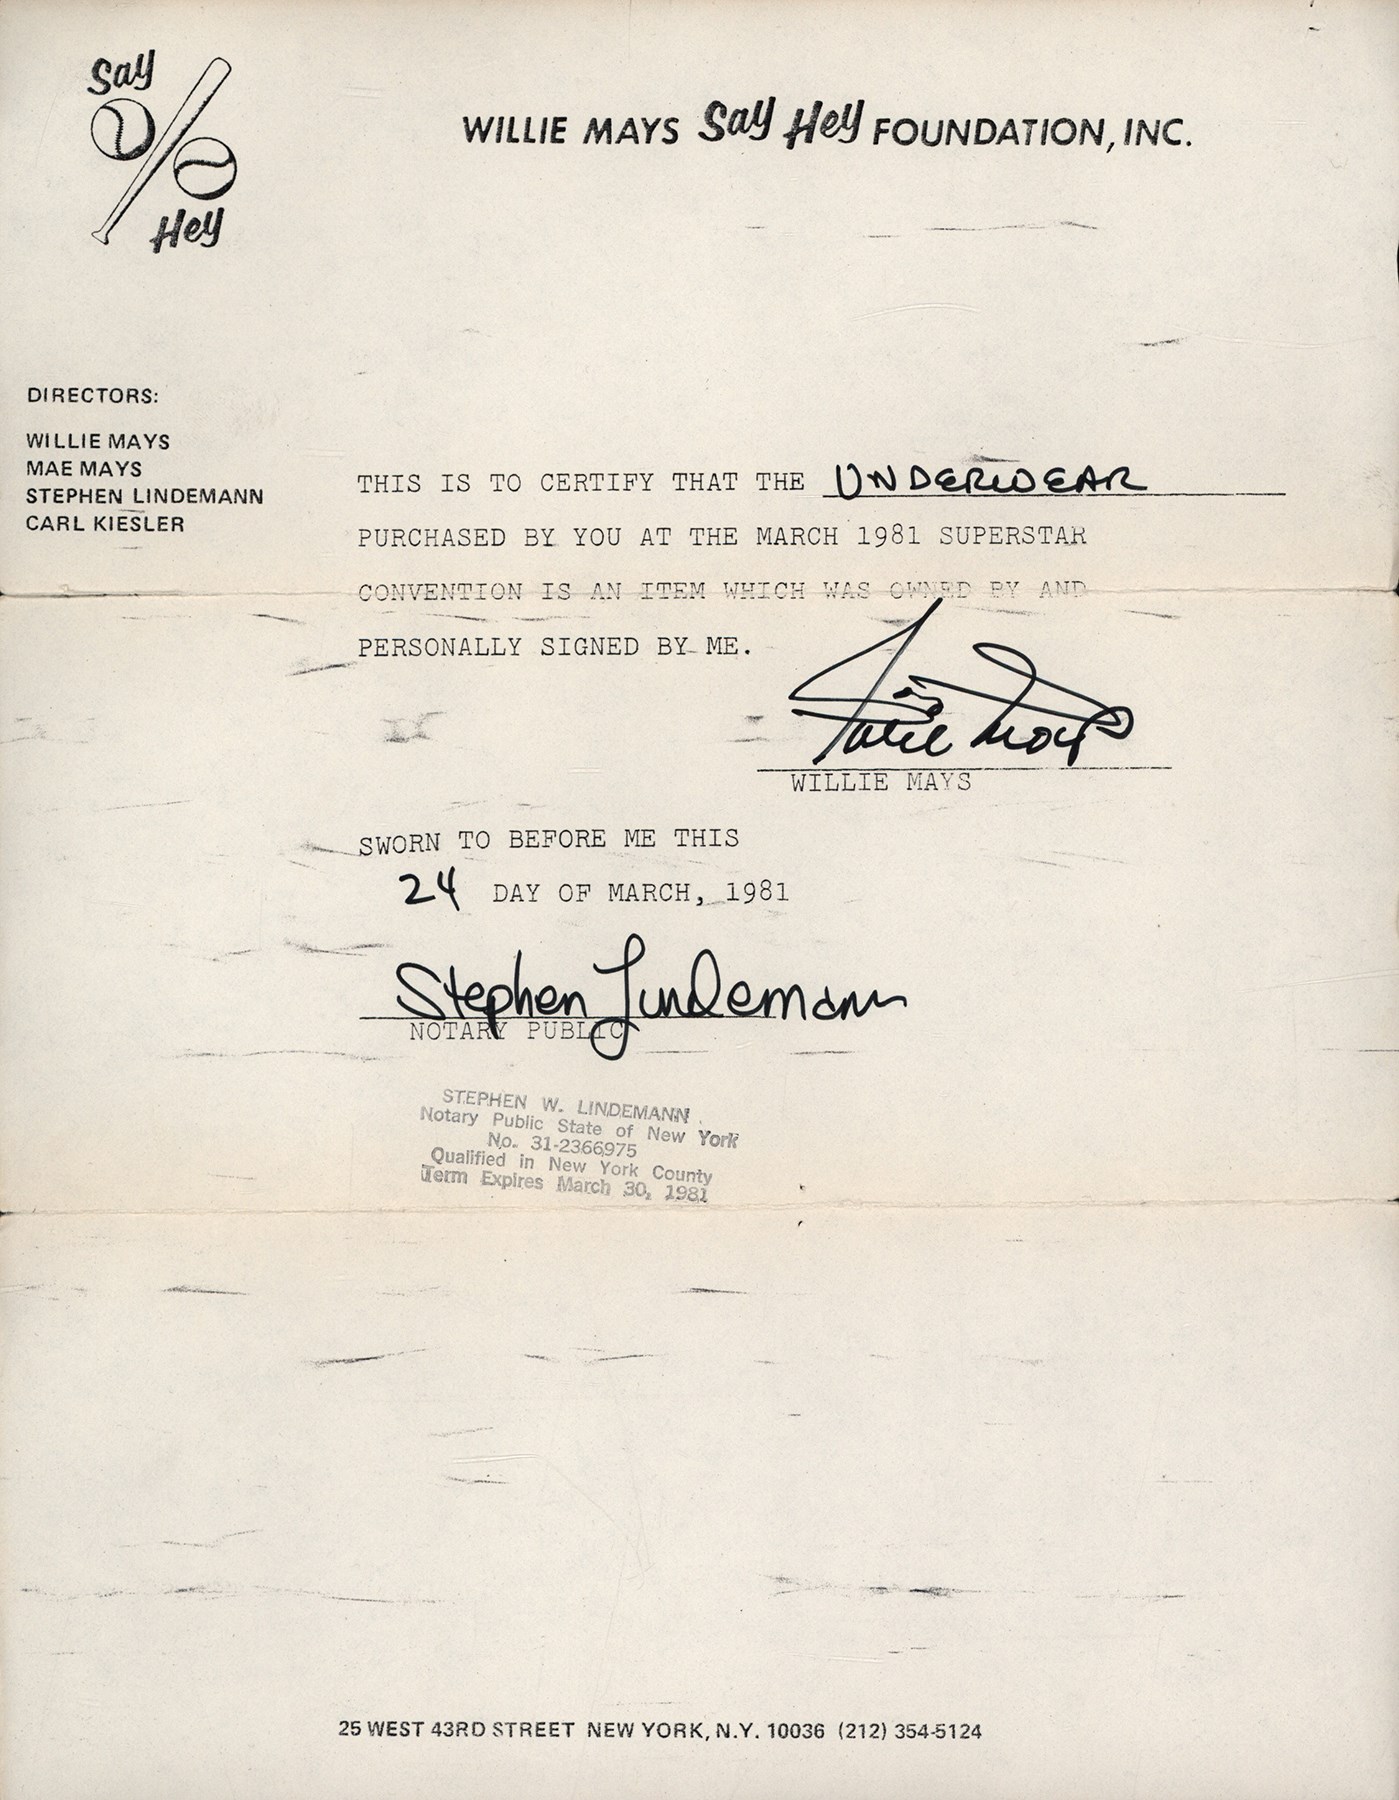 Say
Hey
WILLIE MAYS Say Hey FOUNDATION, INC.
DIRECTORS:
WILLIE MAYS
MAE MAYS
STEPHEN LINDEMANN
CARL KIESLER
THIS IS TO CERTIFY THAT THE UNDERWEAR
PURCHASED BY YOU AT THE MARCH 1981 SUPERSTAR
CONVENTION IS AN ITEM WHICH WAS OWNED BY AND
PERSONALLY SIGNED BY ME.
Willie Mays
WILLIE MAYS
SWORN TO BEFORE ME THIS
24 DAY OF MARCH, 1981
Stephen Lindemann
NOTARY PUBLIC
STEPHEN W. LINDEMANN
Notary Public State of New York
No. 31-2366975
Qualified in New York County
Term Expires March 30, 1981
25 WEST 43RD STREET NEW YORK, N.Y. 10036 (212) 354-5124